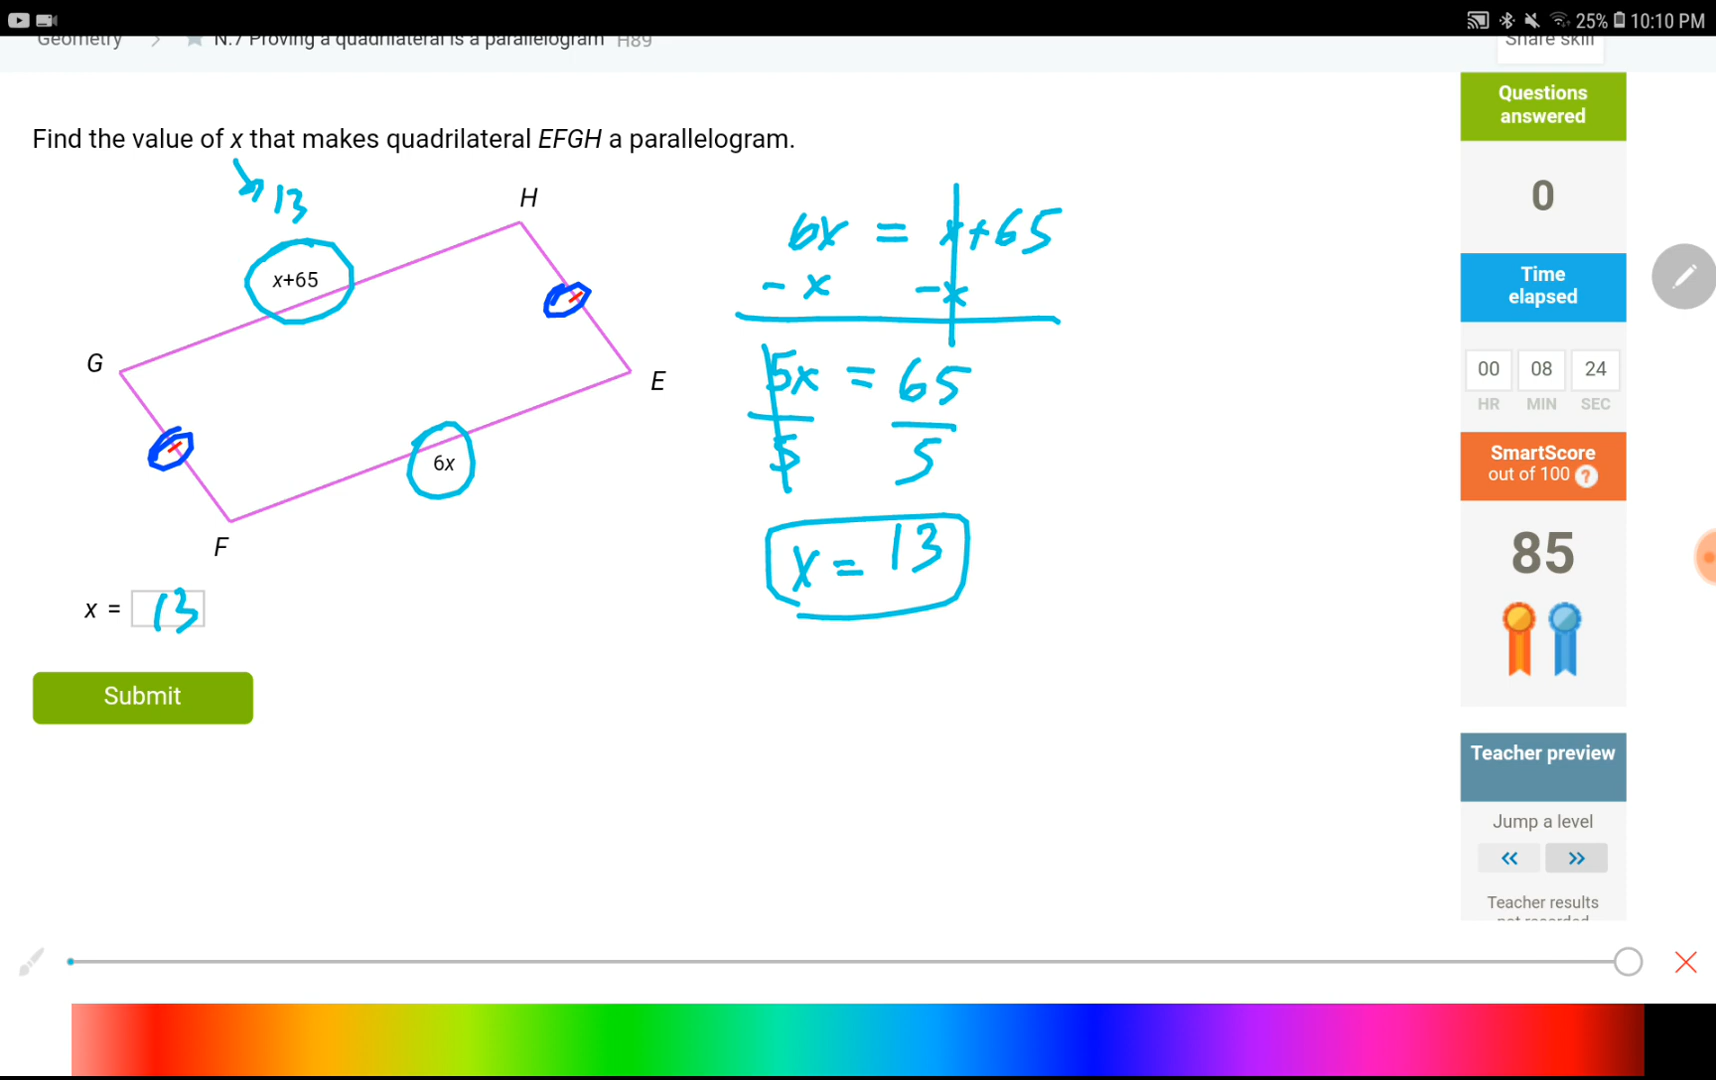 25% 10:10 PM
Geometry > N.7 Proving a quadrilateral is a parallelogram H89
Share skill
Find the value of x that makes quadrilateral EFGH a parallelogram.
13
H
x+65
G
E
6x
F
x = 13
Submit
6x = x+65
- x -x
5x = 65
5 5
x = 13
Questions
answered
0
Time
elapsed
00 08 24
HR MIN SEC
SmartScore
out of 100 ?
85
Teacher preview
Jump a level
« »
Teacher results
not recorded